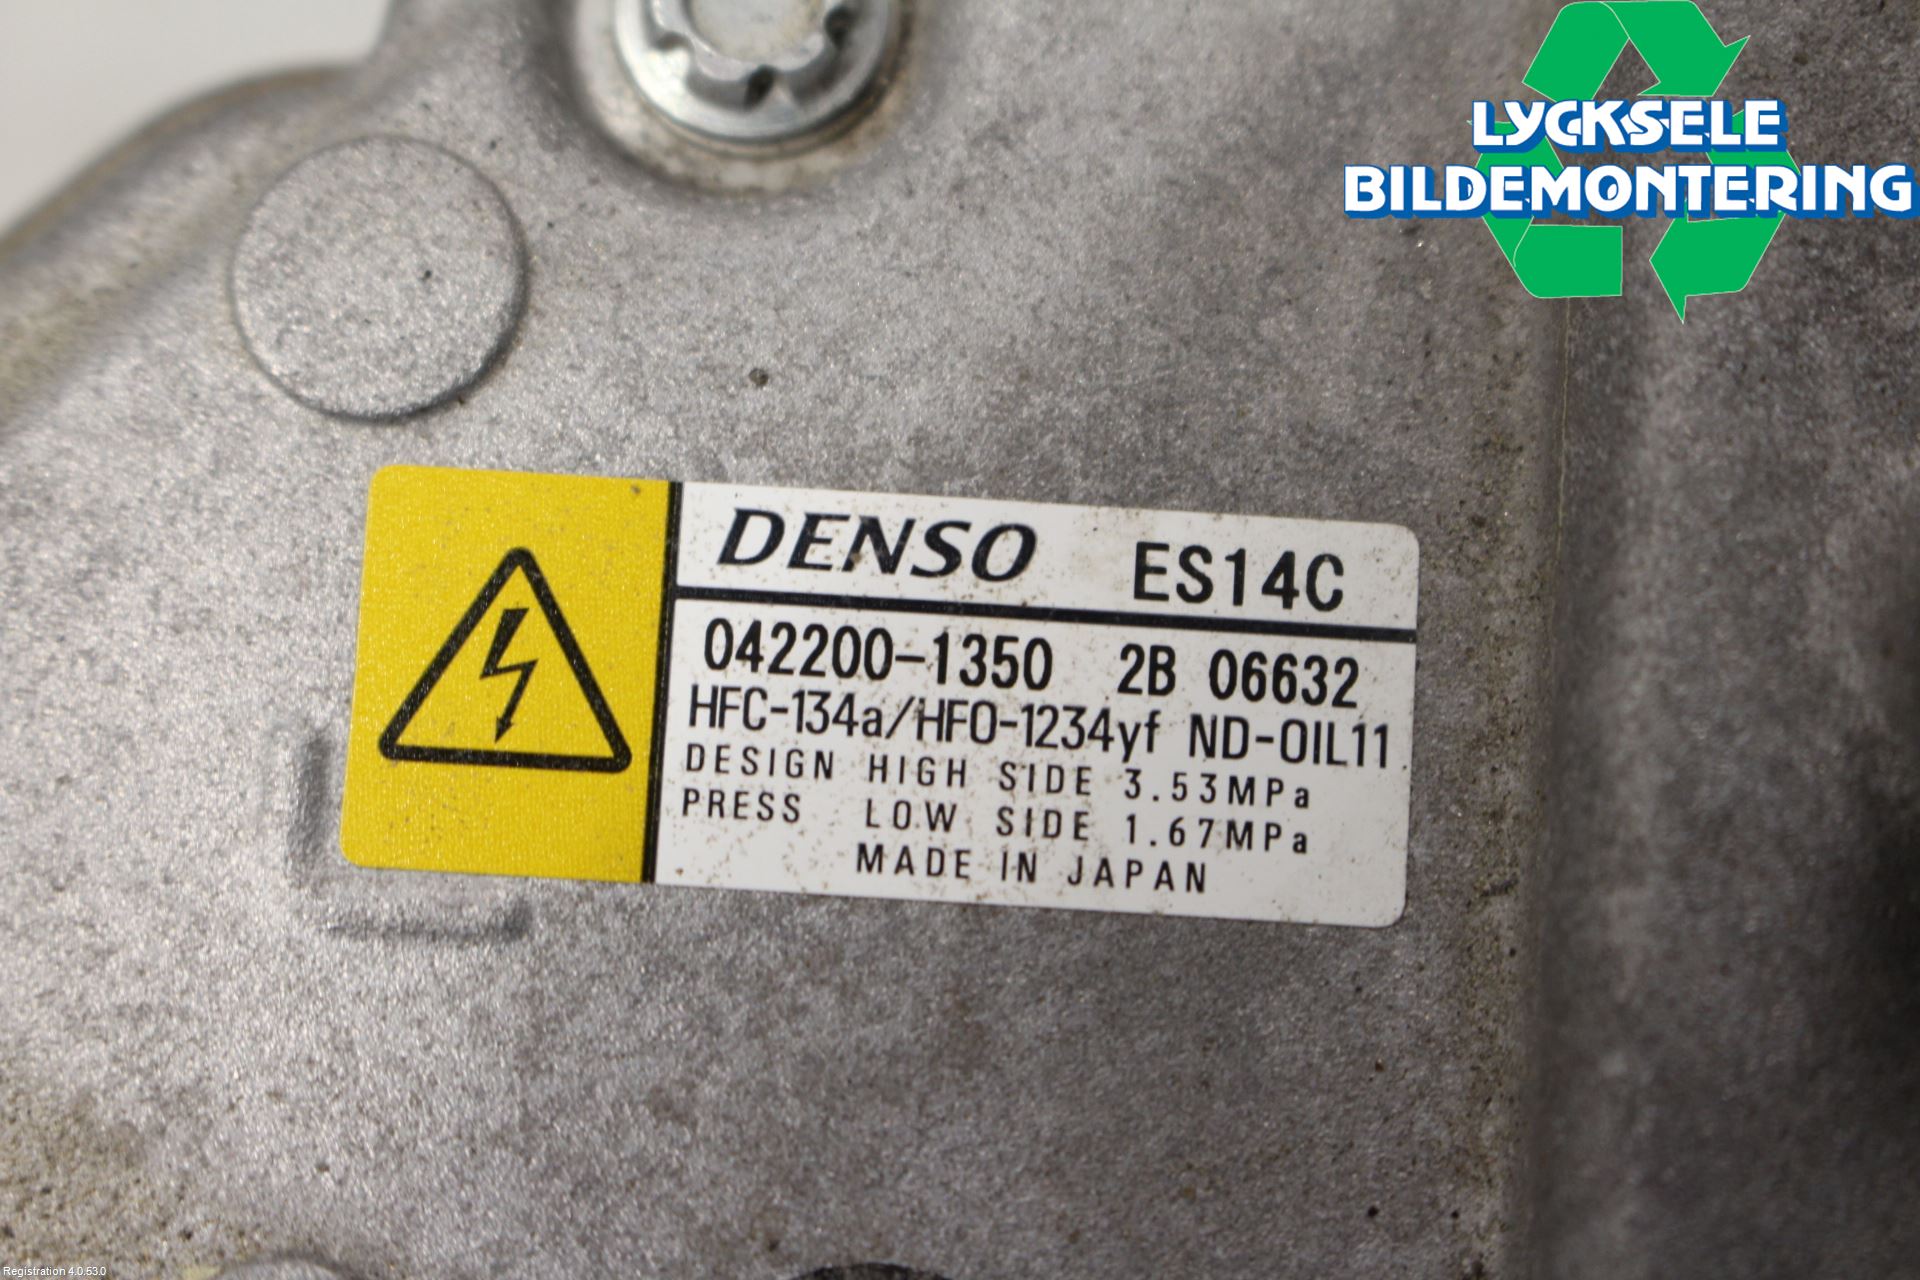 LYCKSELE
BILDEMONTERING
DENSO ES14C
042200-1350 2B 06632
HFC-134a/HFO-1234yf ND-OIL11
DESIGN HIGH SIDE 3.53MPa
PRESS LOW SIDE 1.67MPa
MADE IN JAPAN
Registration 4.0.53.0